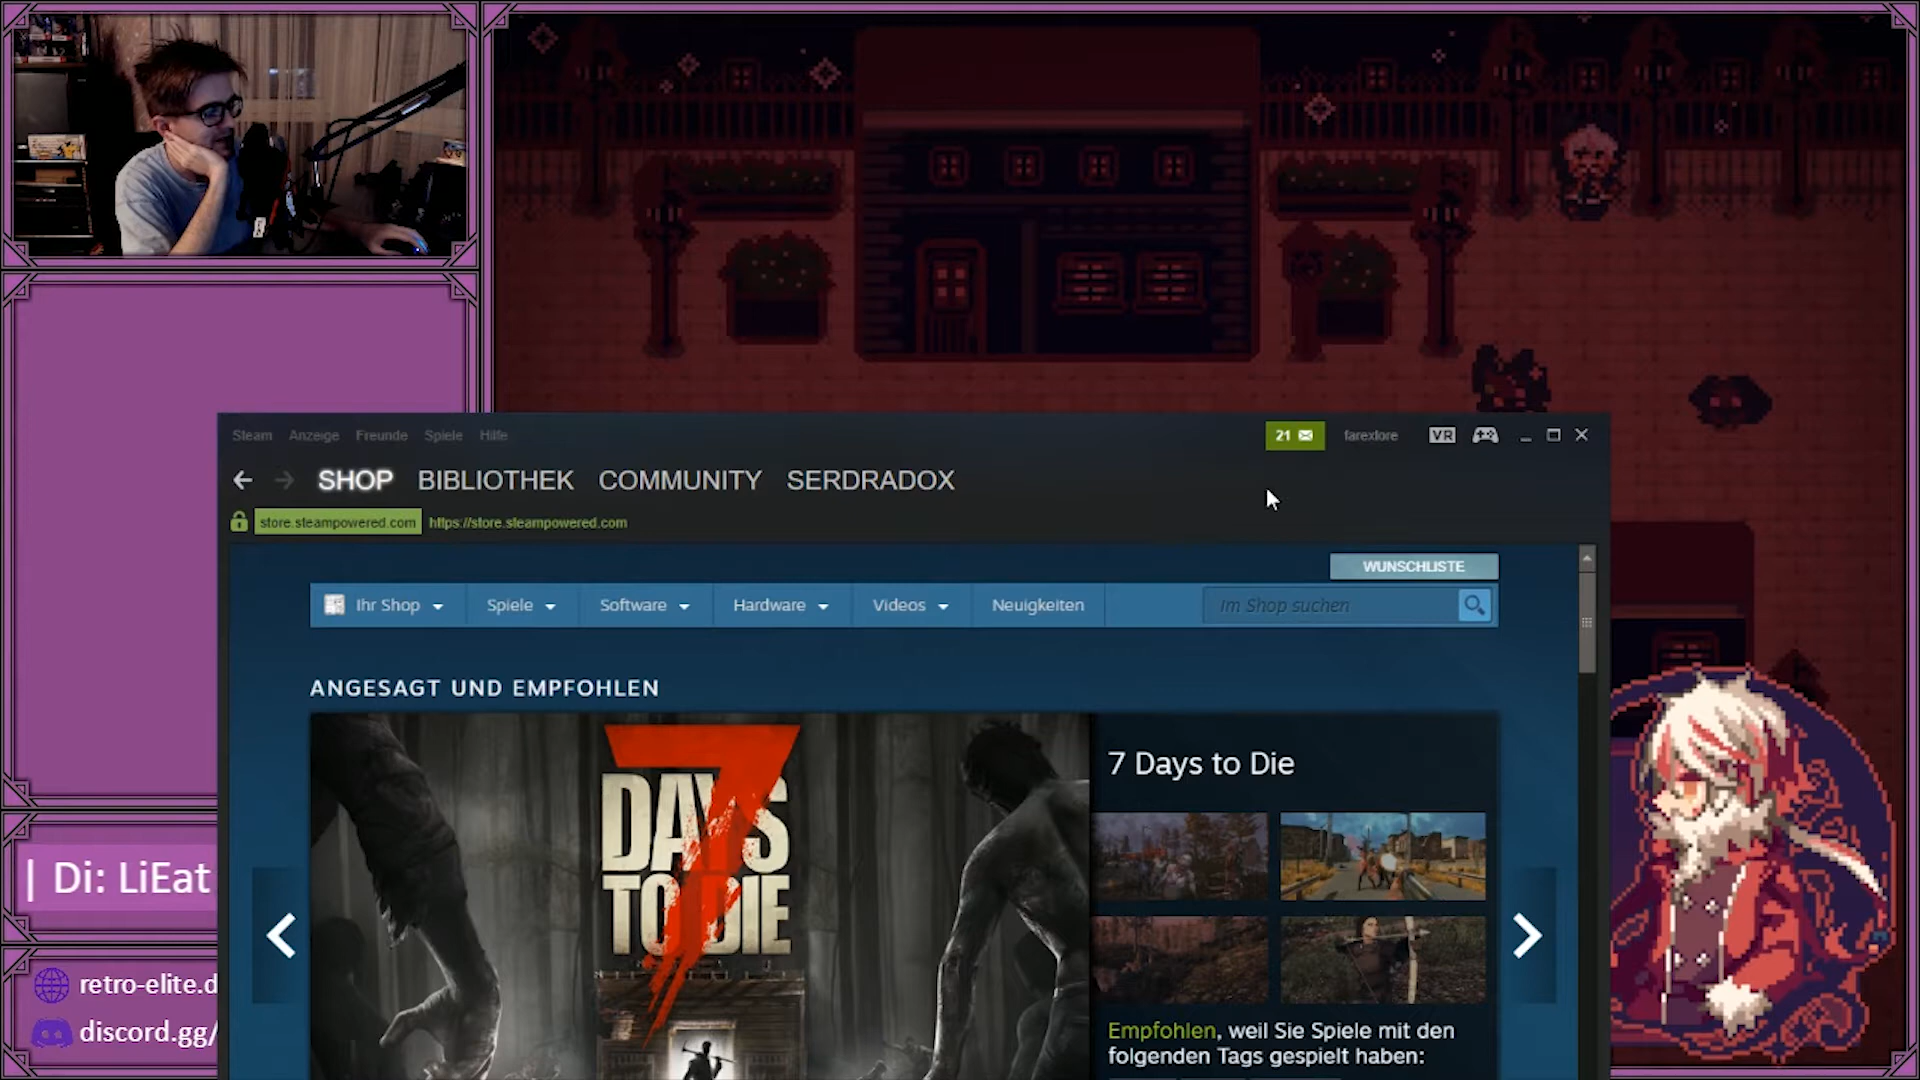 Steam Anzeige Freunde Spiele Hilfe
21
farexlore
VR
SHOP BIBLIOTHEK COMMUNITY SERDRADOX
store.steampowered.com https://store.steampowered.com
WUNSCHLISTE
Ihr Shop Spiele Software Hardware Videos Neuigkeiten
Im Shop suchen
ANGESAGT UND EMPFOHLEN
7
DAYS
TO DIE
7 Days to Die
Empfohlen, weil Sie Spiele mit den
folgenden Tags gespielt haben:
| Di: LiEat
retro-elite.d
discord.gg/